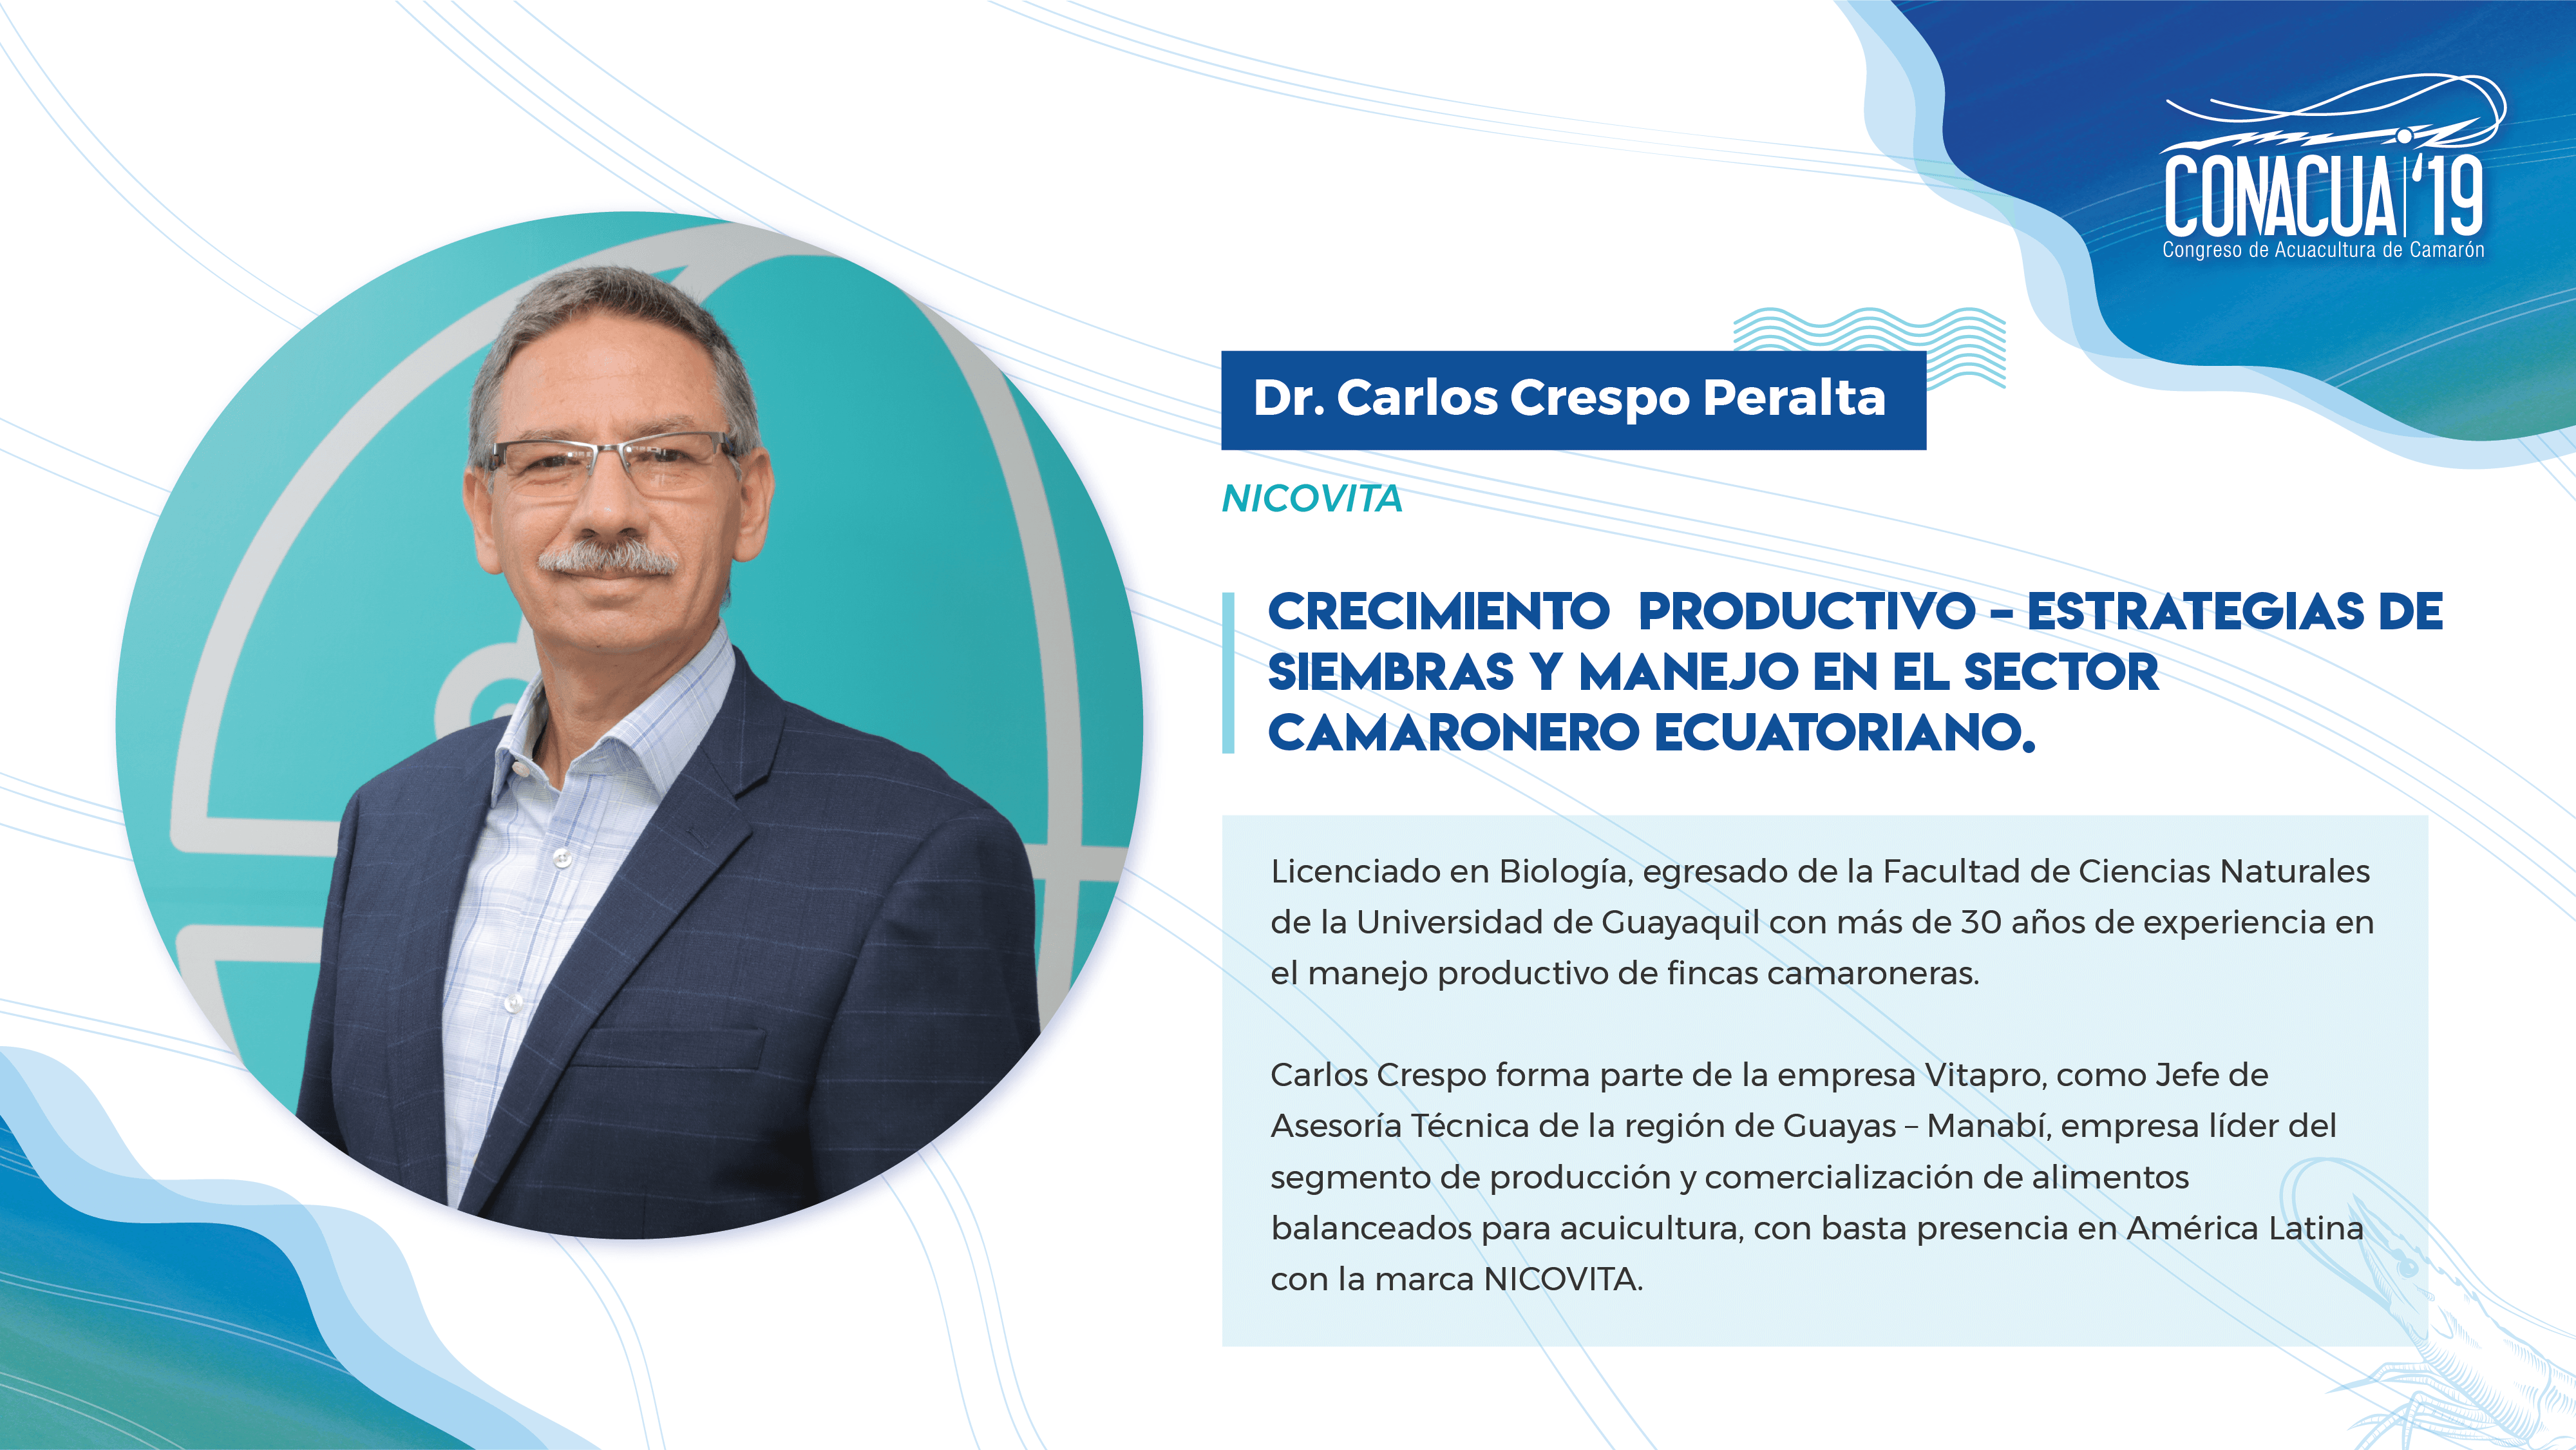 CONACUA '19
Congreso de Acuacultura de Camarón
Dr. Carlos Crespo Peralta
NICOVITA
CRECIMIENTO PRODUCTIVO – ESTRATEGIAS DE
SIEMBRAS Y MANEJO EN EL SECTOR
CAMARONERO ECUATORIANO.
Licenciado en Biología, egresado de la Facultad de Ciencias Naturales
de la Universidad de Guayaquil con más de 30 años de experiencia en
el manejo productivo de fincas camaroneras.
Carlos Crespo forma parte de la empresa Vitapro, como Jefe de
Asesoría Técnica de la región de Guayas – Manabí, empresa líder del
segmento de producción y comercialización de alimentos
balanceados para acuicultura, con basta presencia en América Latina
con la marca NICOVITA.